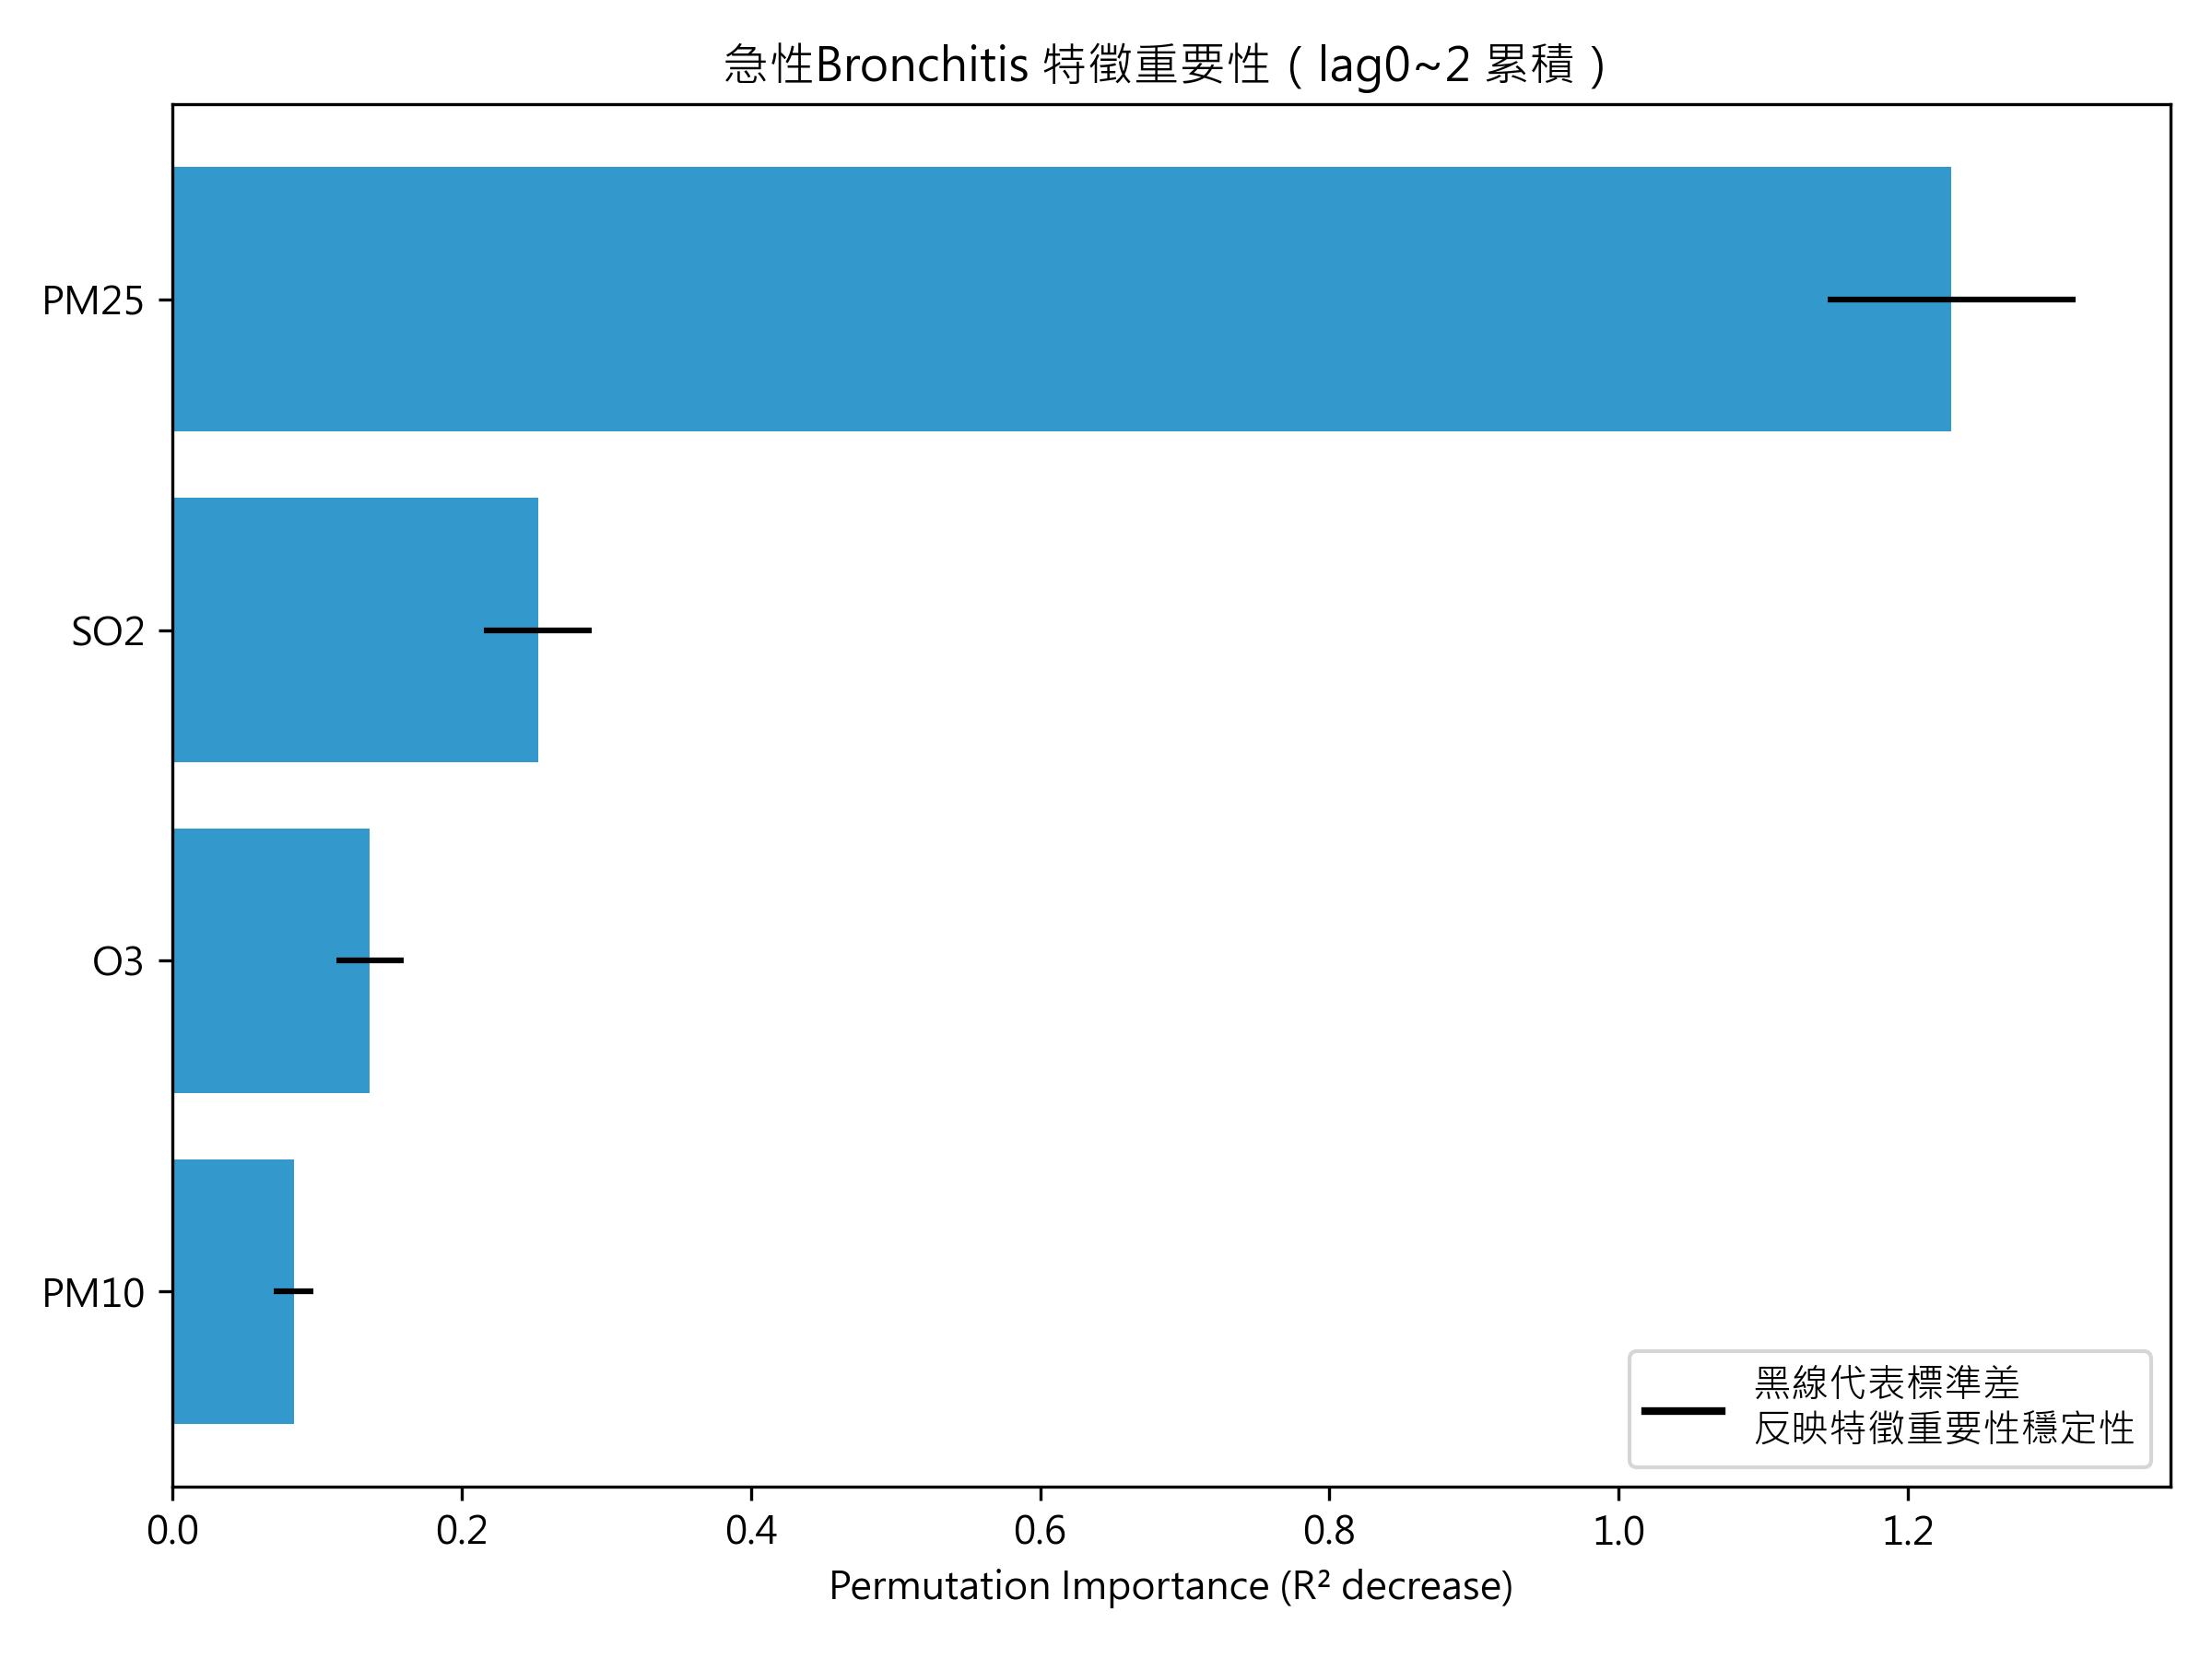 急性Bronchitis 特徵重要性（lag0~2 累積）
PM25
SO2
O3
PM10
黑線代表標準差
反映特徵重要性穩定性
0.0 0.2 0.4 0.6 0.8 1.0 1.2
Permutation Importance (R² decrease)